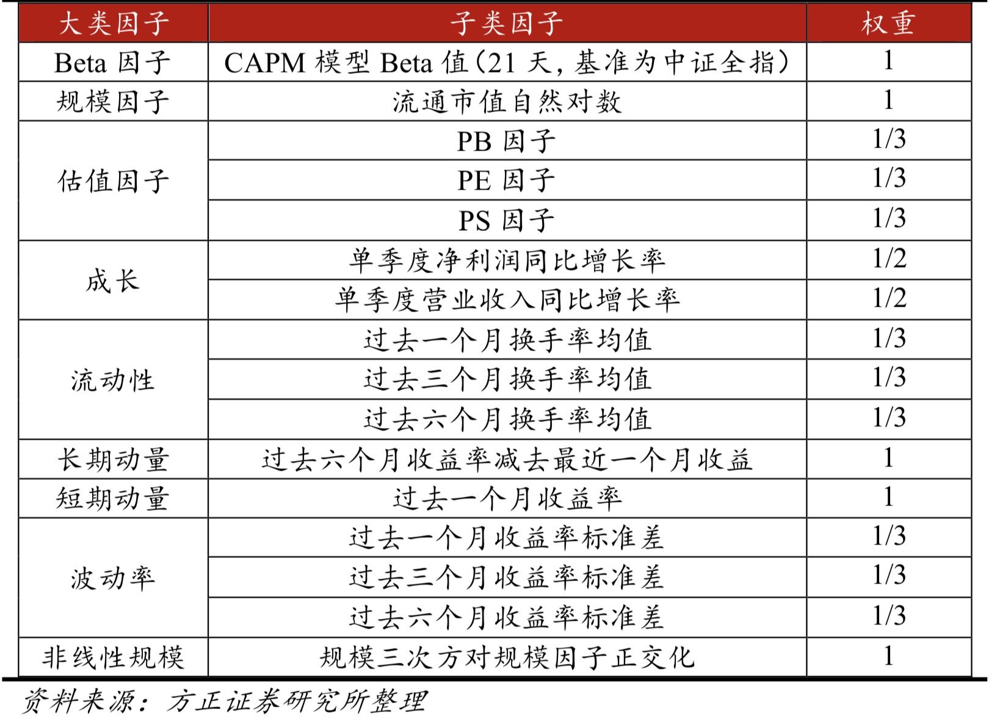 大类因子 子类因子 权重
Beta 因子 CAPM 模型 Beta 值（21 天，基准为中证全指） 1
规模因子 流通市值自然对数 1
估值因子 PB 因子 1/3
PE 因子 1/3
PS 因子 1/3
成长 单季度净利润同比增长率 1/2
单季度营业收入同比增长率 1/2
流动性 过去一个月换手率均值 1/3
过去三个月换手率均值 1/3
过去六个月换手率均值 1/3
长期动量 过去六个月收益率减去最近一个月收益 1
短期动量 过去一个月收益率 1
波动率 过去一个月收益率标准差 1/3
过去三个月收益率标准差 1/3
过去六个月收益率标准差 1/3
非线性规模 规模三次方对规模因子正交化 1
资料来源：方正证券研究所整理